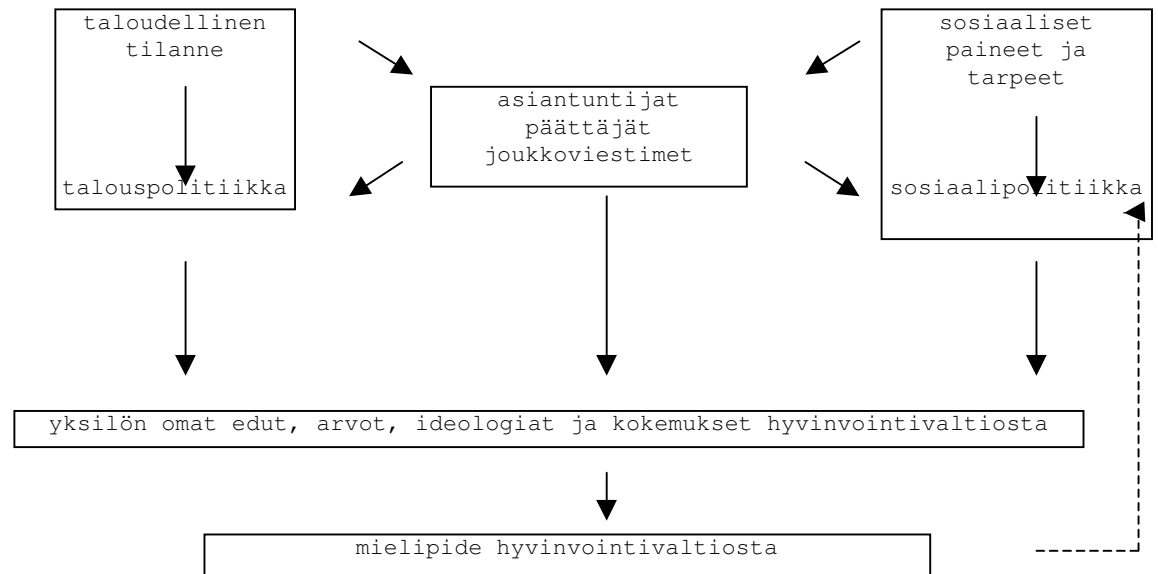 taloudellinen
tilanne
talouspolitiikka
asiantuntijat
päättäjät
joukkoviestimet
sosiaaliset
paineet ja
tarpeet
sosiaalipolitiikka
yksilön omat edut, arvot, ideologiat ja kokemukset hyvinvointivaltiosta
mielipide hyvinvointivaltiosta